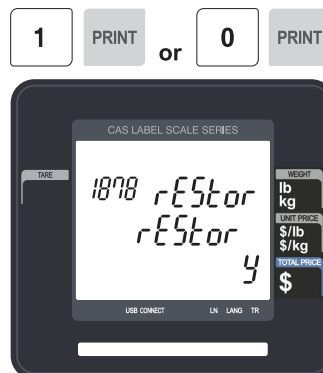 1 PRINT or 0 PRINT
CAS LABEL SCALE SERIES
TARE
WEIGHT
lb
kg
UNIT PRICE
$/lb
$/kg
TOTAL PRICE
$
1878 rEStor
rEStor
y
USB CONNECT LN LANG TR